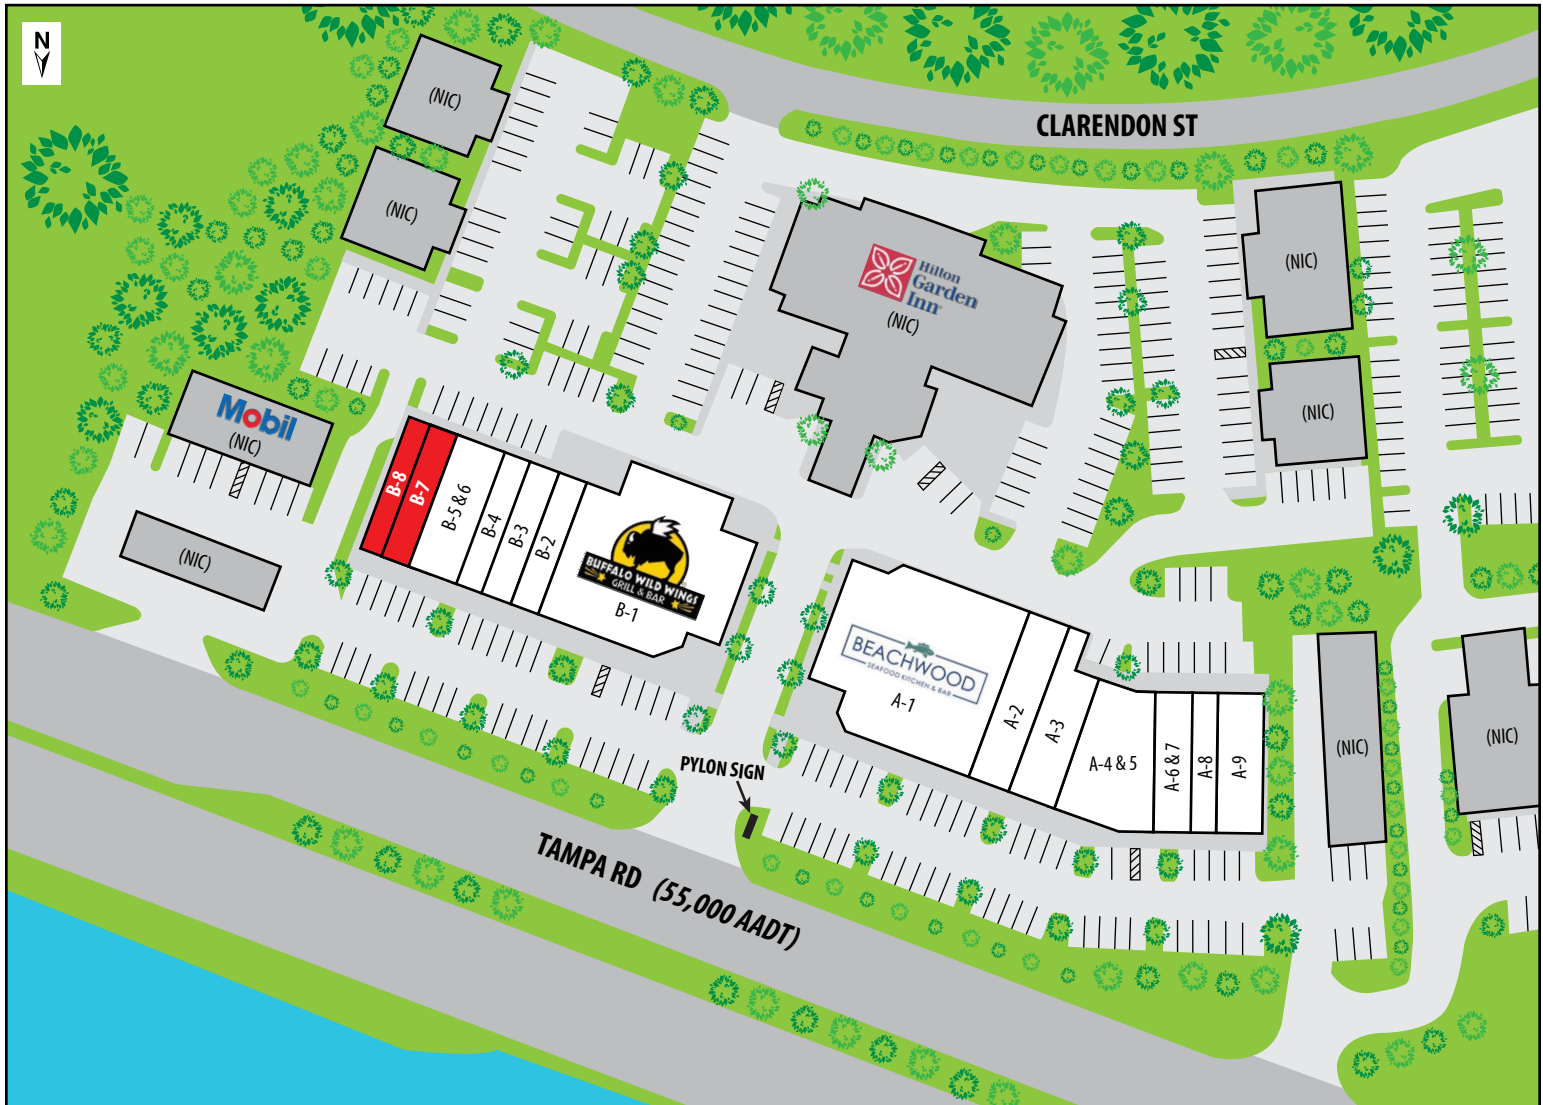 N
(NIC)
CLARENDON ST
(NIC)
(NIC)
Hilton
Garden
Inn
(NIC)
(NIC)
Mobil
(NIC)
B-8
B-7
B-5 & 6
B-4
B-3
B-2
BUFFALO WILD WINGS
GRILL & BAR
B-1
(NIC)
BEACHWOOD
SEAFOOD KITCHEN & BAR
A-1
A-2
A-3
A-4 & 5
A-6 & 7
A-8
A-9
(NIC)
(NIC)
PYLON SIGN
TAMPA RD (55,000 AADT)